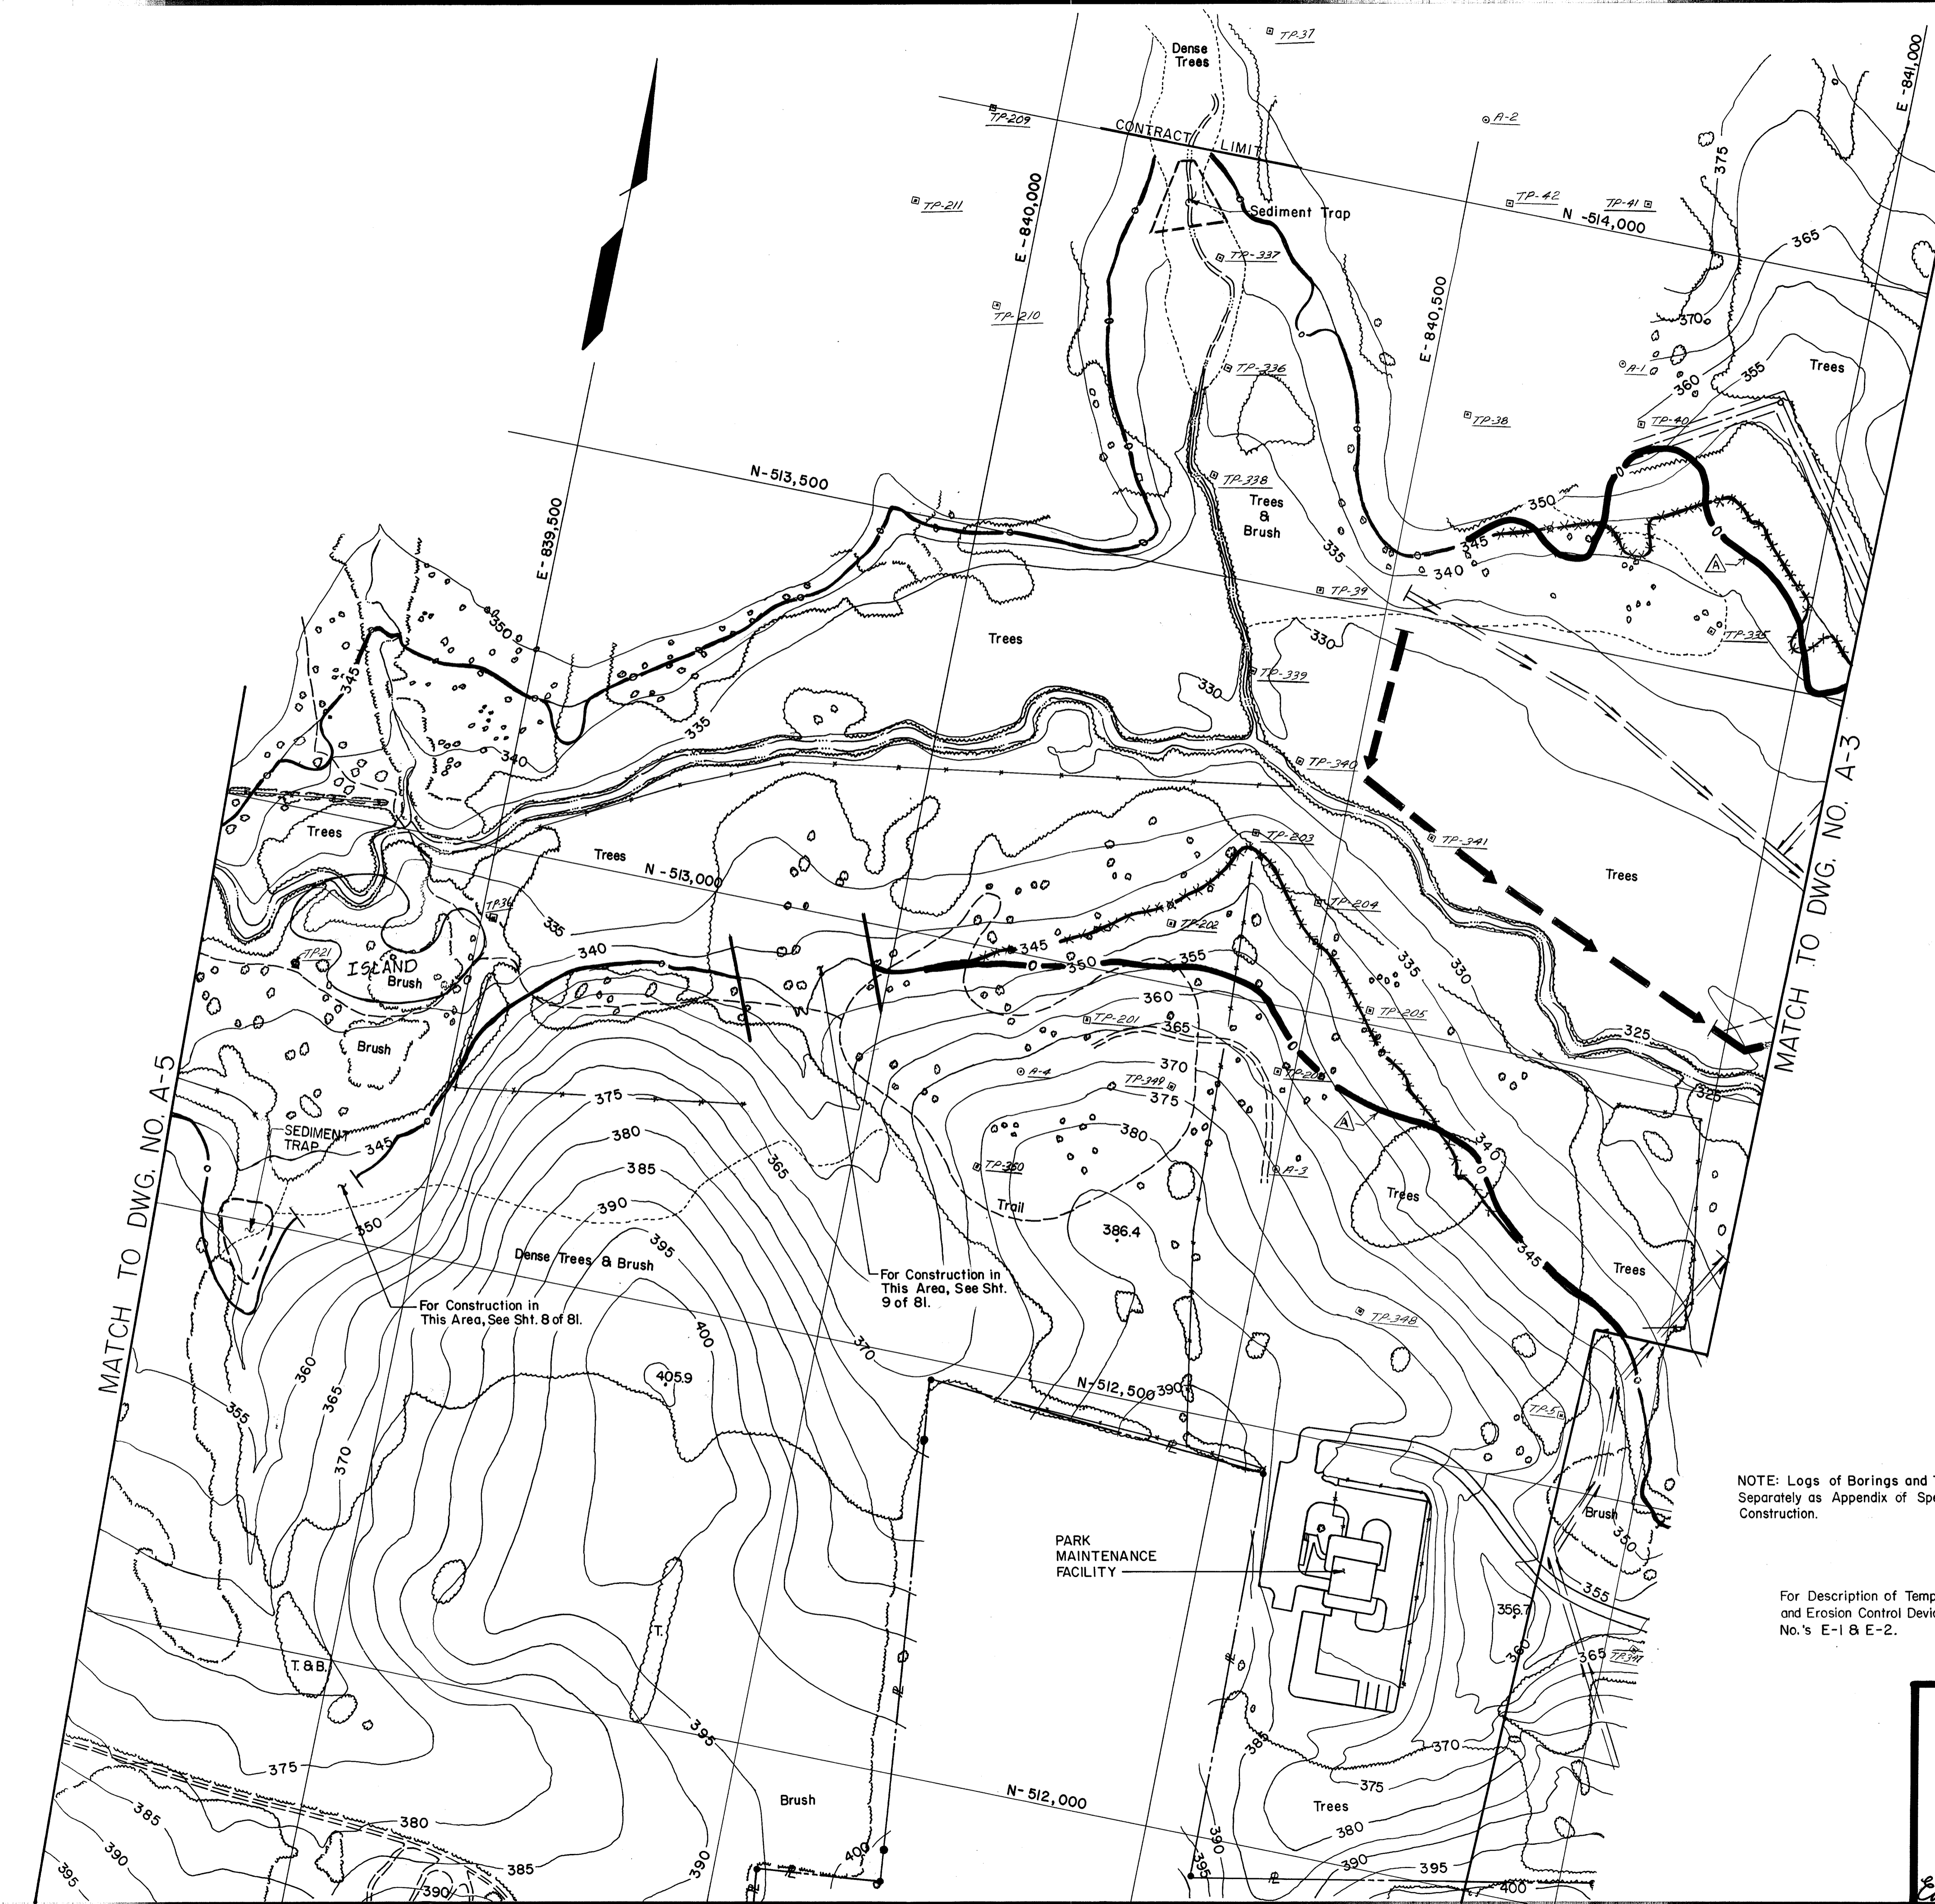 TP-37
Dense
Trees
E-841,000
TP-209
A-2
CONTRACT LIMIT
375
E-840,000
TP-211
TP-42
TP-41
Sediment Trap
N-514,000
365
TP-337
E-840,500
TP-210
370
A-1
TP-336
360
355
Trees
TP-38
TP-40
N-513,500
TP-338
Trees
&
Brush
350
E-839,500
335
345
340
A
TP-39
350
Trees
330
TP-335
345
TP-339
330
335
340
TP-340
MATCH TO DWG. NO. A-3
Trees
TP-203
TP-341
Trees
N-513,000
Trees
TP-36
TP-204
335
TP-202
345
340
TP-21
ISLAND
Brush
350
355
335
330
360
TP-201
365
TP-205
325
Brush
370
A-4
TP-349
375
375
325
MATCH TO DWG. NO. A-5
SEDIMENT
TRAP
345
380
380
A
340
385
365
TP-350
A-3
Trees
390
Trail
350
386.4
395
Dense Trees & Brush
345
Trees
For Construction in
This Area, See Sht.
9 of 81.
For Construction in
This Area, See Sht. 8 of 81.
TP-348
400
370
360
405.9
N-512,500
390
365
355
TP-5
370
NOTE: Logs of Borings and
Separately as Appendix of
Construction.
Brush
350
PARK
MAINTENANCE
FACILITY
355
For Description of
and Erosion Control
No.'s E-1 & E-2.
356.7
T.
360
365
TP-347
T. & B.
395
385
370
375
375
N-512,000
Brush
Trees
385
380
380
390
400
390
385
395
390
395
390
395
390
400